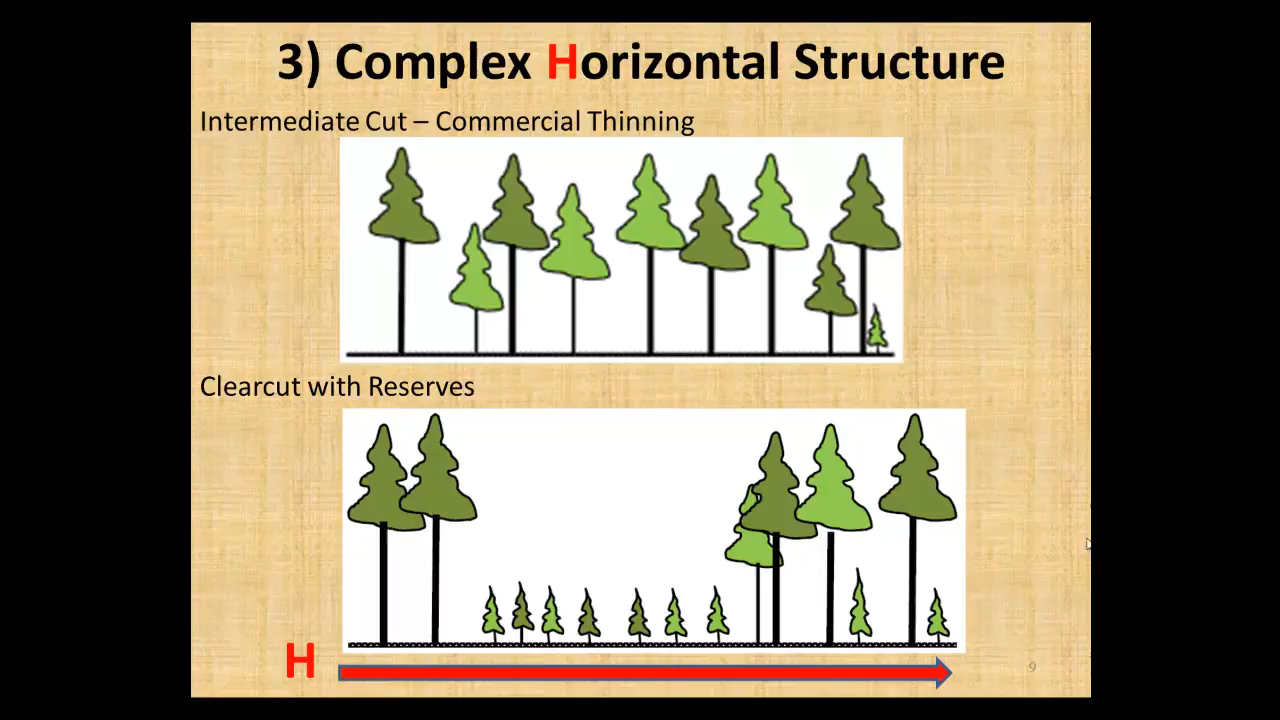 3) Complex Horizontal Structure
Intermediate Cut – Commercial Thinning
Clearcut with Reserves
H
9